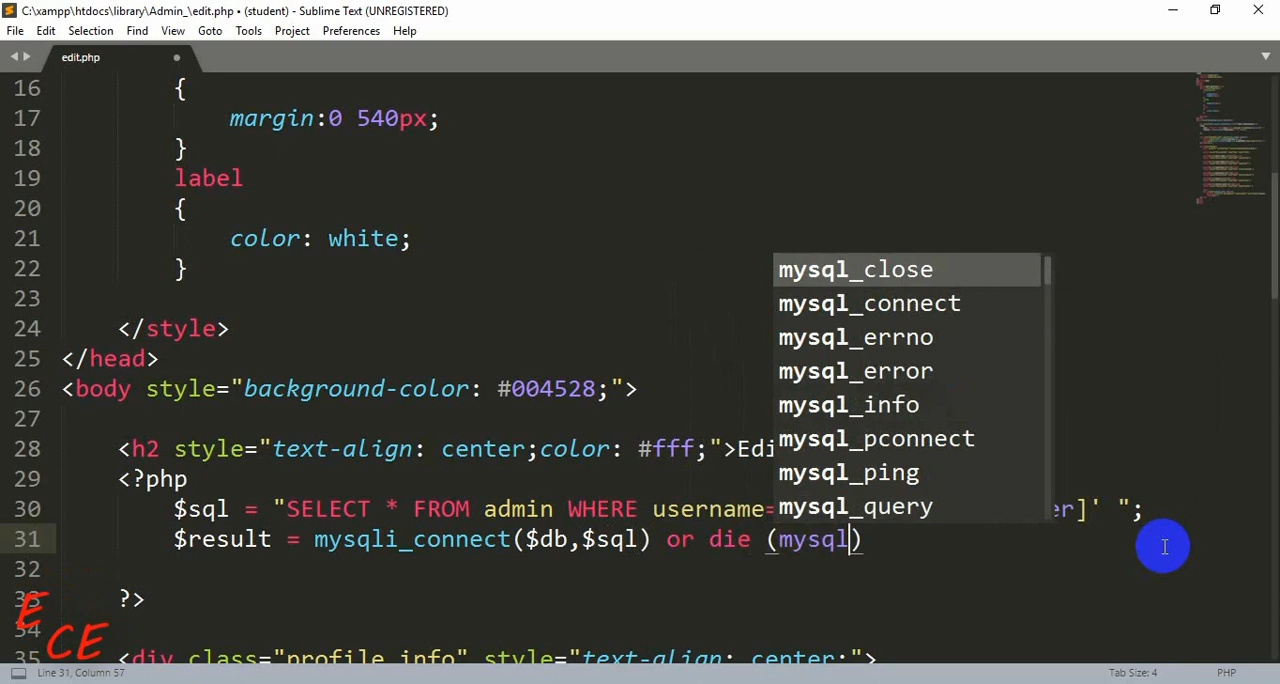 C:\xampp\htdocs\library\Admin_\edit.php • (student) - Sublime Text (UNREGISTERED)
File Edit Selection Find View Goto Tools Project Preferences Help
edit.php
16 {
17 margin:0 540px;
18 }
19 label
20 {
21 color: white;
22 }
23
24 </style>
25 </head>
26 <body style="background-color: #004528;">
27
28 <h2 style="text-align: center;color: #fff;">Edi
29 <?php
30 $sql = "SELECT * FROM admin WHERE username= er]' ";
31 $result = mysqli_connect($db,$sql) or die (mysql)
32
33 ?>
34
35 <div class="profile_info" style="text-align: center;">
mysql_close
mysql_connect
mysql_errno
mysql_error
mysql_info
mysql_pconnect
mysql_ping
mysql_query
E
CE
Line 31, Column 57
Tab Size: 4
PHP